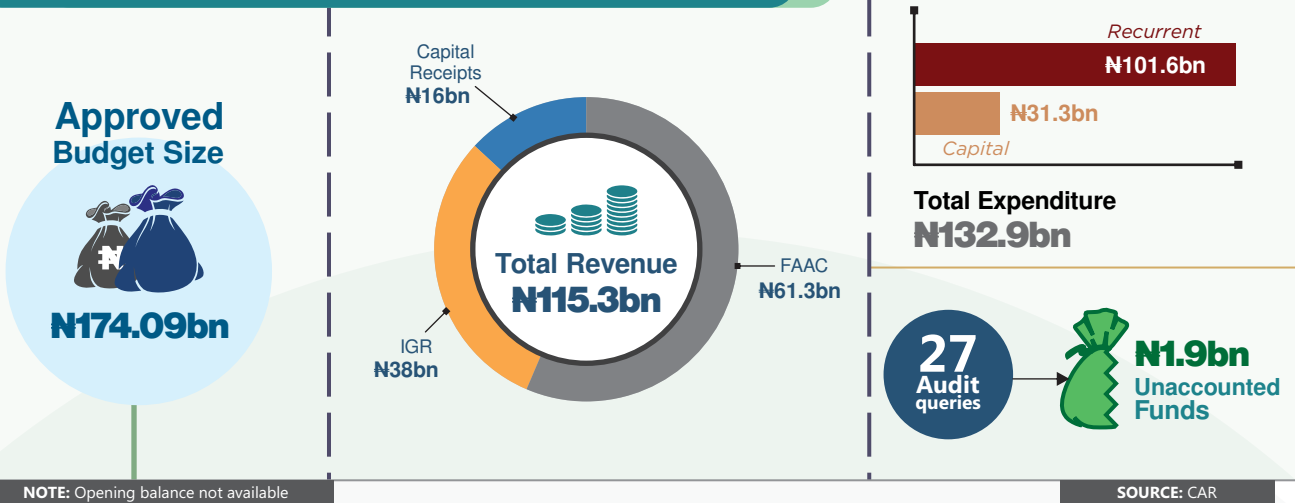 Approved
Budget Size
₦
₦174.09bn
Capital
Receipts
₦16bn
Total Revenue
₦115.3bn
FAAC
₦61.3bn
IGR
₦38bn
Recurrent
₦101.6bn
₦31.3bn
Capital
Total Expenditure
₦132.9bn
27
Audit
queries
₦1.9bn
Unaccounted
Funds
NOTE: Opening balance not available
SOURCE: CAR